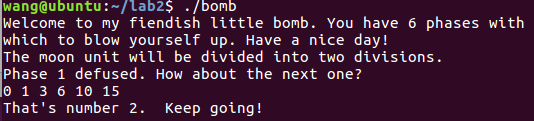 wang@ubuntu:~/lab2$ ./bomb
Welcome to my fiendish little bomb. You have 6 phases with
which to blow yourself up. Have a nice day!
The moon unit will be divided into two divisions.
Phase 1 defused. How about the next one?
0 1 3 6 10 15
That's number 2.  Keep going!